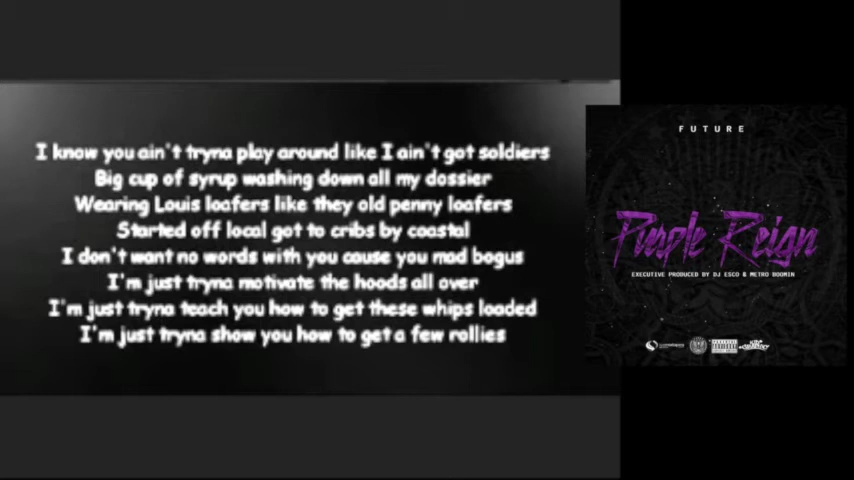 I know you ain't tryna play around like I ain't got soldiers
Big cup of syrup washing down all my dossier
Wearing Louis loafers like they old penny loafers
Started off local got to cribs by coastal
I don't want no words with you cause you mad bogus
I'm just tryna motivate the hoods all over
I'm just tryna teach you how to get these whips loaded
I'm just tryna show you how to get a few rollies
FUTURE
Purple Reign
EXECUTIVE PRODUCED BY DJ ESCO & METRO BOOMIN